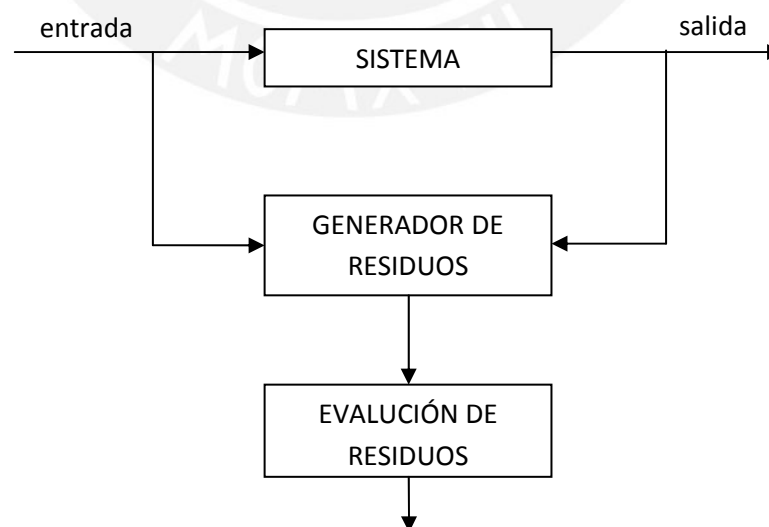 entrada
salida
SISTEMA
GENERADOR DE
RESIDUOS
EVALUCIÓN DE
RESIDUOS